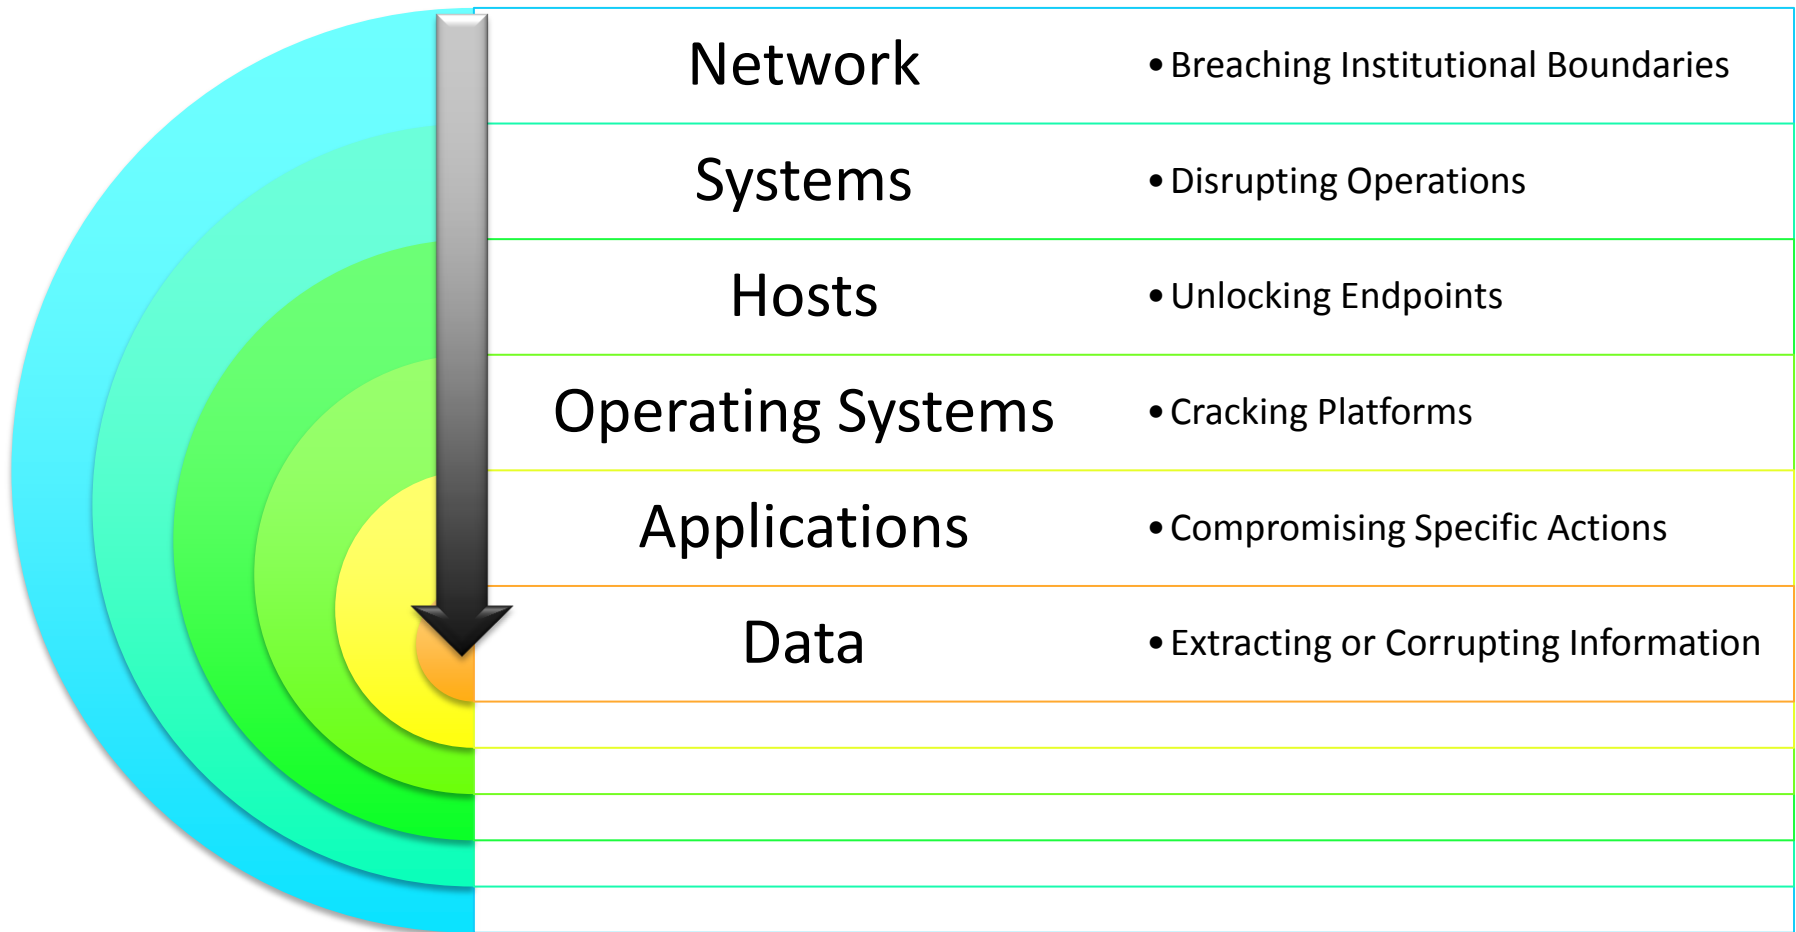 Network
• Breaching Institutional Boundaries
Systems
• Disrupting Operations
Hosts
• Unlocking Endpoints
Operating Systems
• Cracking Platforms
Applications
• Compromising Specific Actions
Data
• Extracting or Corrupting Information